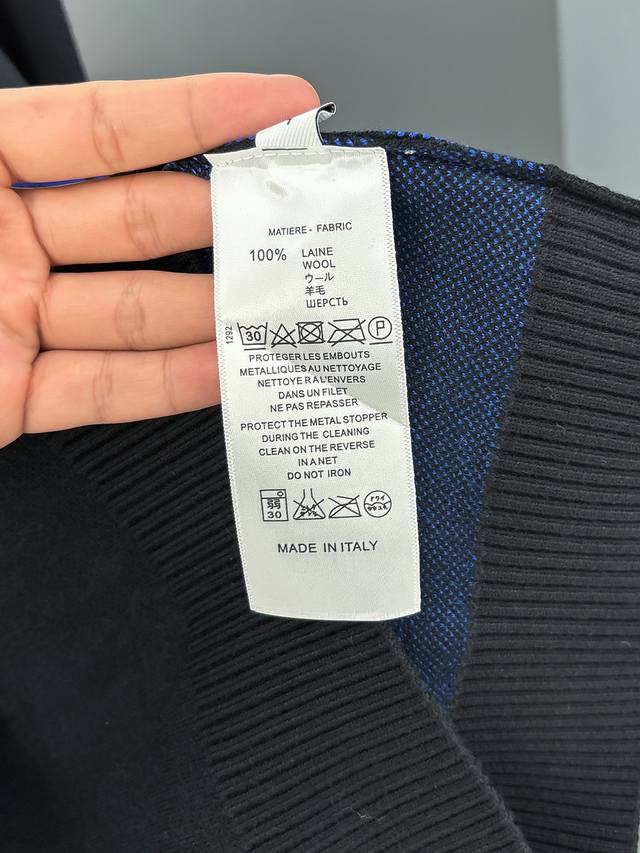 MATIERE - FABRIC
100% LAINE
WOOL
ウール
羊毛
ШЕРСТЬ
1292
30 P
PROTEGER LES EMBOUTS
METALLIQUES AU NETTOYAGE
NETTOYER A L'ENVERS
DANS UN FILET
NE PAS REPASSER
PROTECT THE METAL STOPPER
DURING THE CLEANING
CLEAN ON THE REVERSE
IN A NET
DO NOT IRON
弱
30
MADE IN ITALY